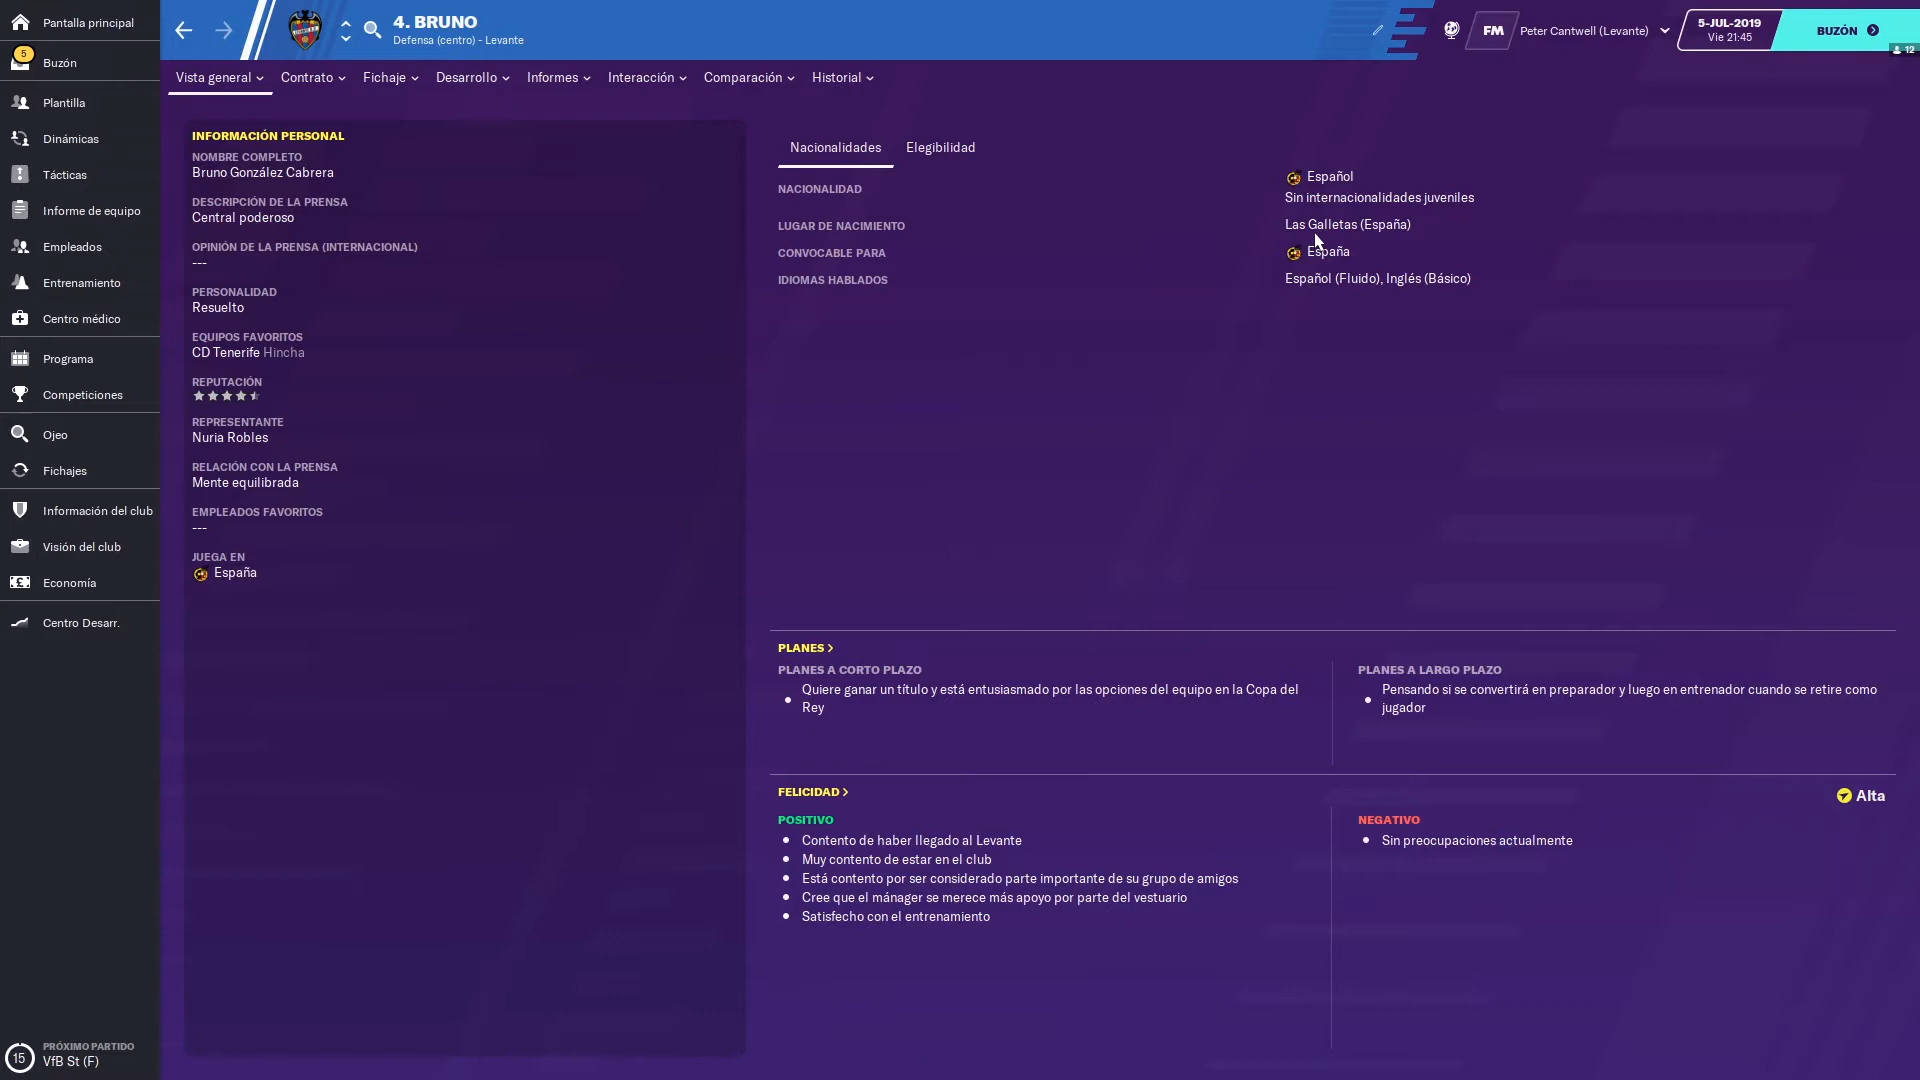 Pantalla principal
5
Buzón
Plantilla
Dinámicas
Tácticas
Informe de equipo
Empleados
Entrenamiento
Centro médico
Programa
Competiciones
Ojeo
Fichajes
Información del club
Visión del club
Economía
Centro Desarr.
15
PRÓXIMO PARTIDO
VfB St (F)
4. BRUNO
Defensa (centro) - Levante
FM
Peter Cantwell (Levante)
5-JUL-2019
Vie 21:45
BUZÓN
12
Vista general
Contrato
Fichaje
Desarrollo
Informes
Interacción
Comparación
Historial
INFORMACIÓN PERSONAL
NOMBRE COMPLETO
Bruno González Cabrera
DESCRIPCIÓN DE LA PRENSA
Central poderoso
OPINIÓN DE LA PRENSA (INTERNACIONAL)
---
PERSONALIDAD
Resuelto
EQUIPOS FAVORITOS
CD Tenerife Hincha
REPUTACIÓN
REPRESENTANTE
Nuria Robles
RELACIÓN CON LA PRENSA
Mente equilibrada
EMPLEADOS FAVORITOS
---
JUEGA EN
España
Nacionalidades
Elegibilidad
NACIONALIDAD
Español
Sin internacionalidades juveniles
LUGAR DE NACIMIENTO
Las Galletas (España)
CONVOCABLE PARA
España
IDIOMAS HABLADOS
Español (Fluido), Inglés (Básico)
PLANES
PLANES A CORTO PLAZO
Quiere ganar un título y está entusiasmado por las opciones del equipo en la Copa del
Rey
PLANES A LARGO PLAZO
Pensando si se convertirá en preparador y luego en entrenador cuando se retire como
jugador
FELICIDAD
Alta
POSITIVO
Contento de haber llegado al Levante
Muy contento de estar en el club
Está contento por ser considerado parte importante de su grupo de amigos
Cree que el mánager se merece más apoyo por parte del vestuario
Satisfecho con el entrenamiento
NEGATIVO
Sin preocupaciones actualmente